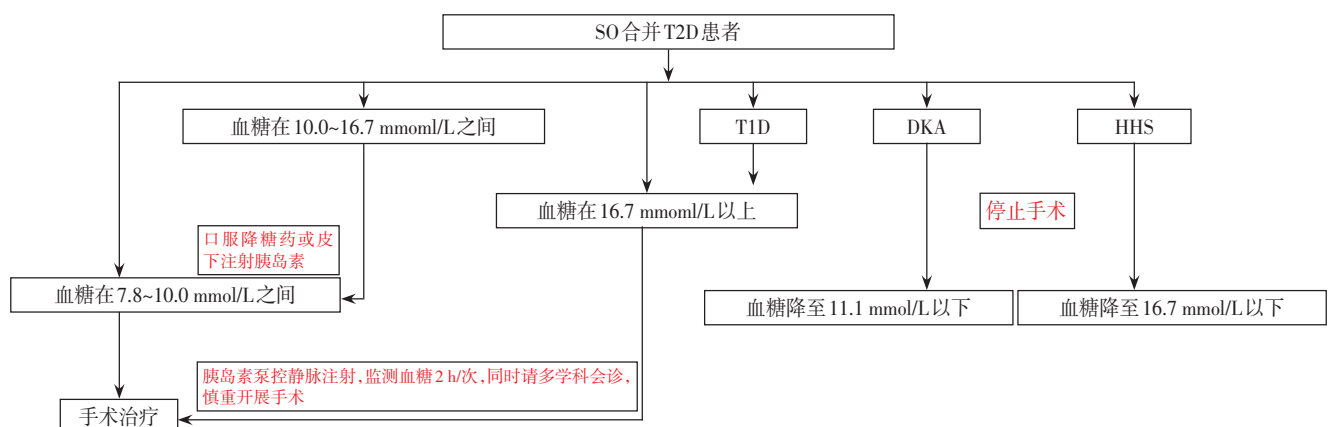 SO合并T2D患者
血糖在10.0~16.7 mmoml/L之间
T1D
DKA
HHS
血糖在16.7 mmoml/L以上
停止手术
口服降糖药或皮
下注射胰岛素
血糖在7.8~10.0 mmol/L之间
血糖降至11.1 mmol/L以下
血糖降至16.7 mmol/L以下
胰岛素泵控静脉注射,监测血糖2 h/次,同时请多学科会诊,
慎重开展手术
手术治疗